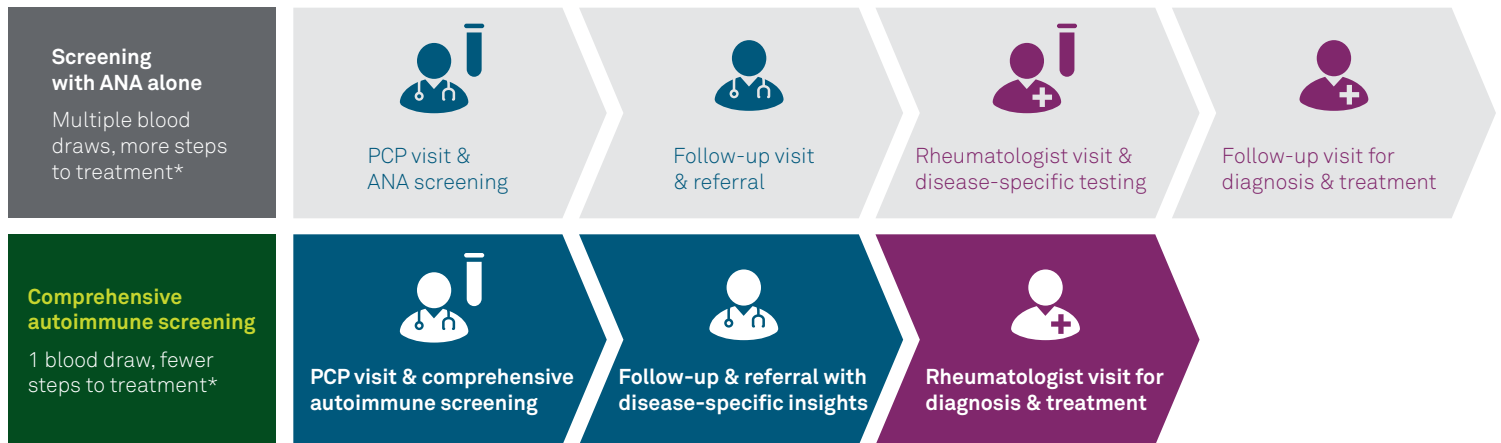 Screening
with ANA alone
Multiple blood
draws, more steps
to treatment*
PCP visit &
ANA screening
Follow-up visit
& referral
Rheumatologist visit &
disease-specific testing
Follow-up visit for
diagnosis & treatment
Comprehensive
autoimmune screening
1 blood draw, fewer
steps to treatment*
PCP visit & comprehensive
autoimmune screening
Follow-up & referral with
disease-specific insights
Rheumatologist visit for
diagnosis & treatment